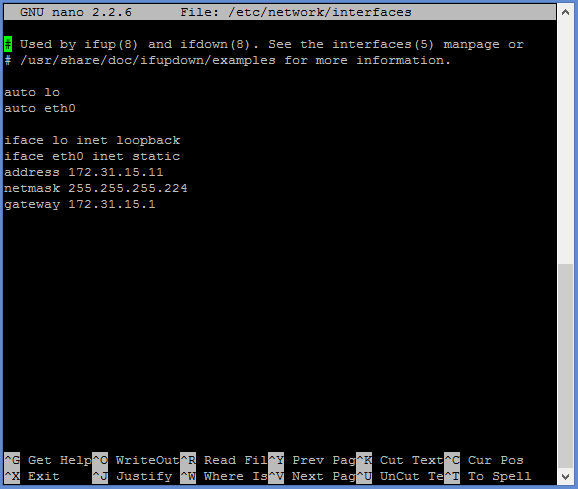 GNU nano 2.2.6 File: /etc/network/interfaces
# Used by ifup(8) and ifdown(8). See the interfaces(5) manpage or
# /usr/share/doc/ifupdown/examples for more information.
auto lo
auto eth0
iface lo inet loopback
iface eth0 inet static
address 172.31.15.11
netmask 255.255.255.224
gateway 172.31.15.1
^G Get Help^O WriteOut^R Read Fil^Y Prev Pag^K Cut Text^C Cur Pos
^X Exit ^J Justify ^W Where Is^V Next Pag^U UnCut Te^T To Spell